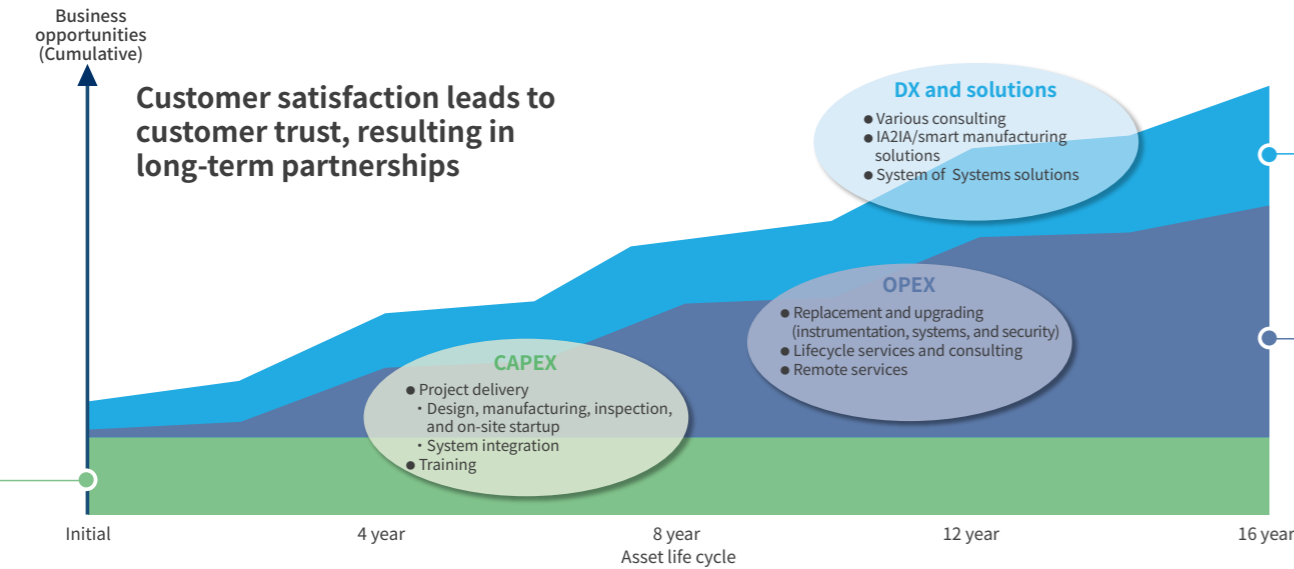 Business
opportunities
(Cumulative)
Customer satisfaction leads to
customer trust, resulting in
long-term partnerships
DX and solutions
● Various consulting
● IA2IA/smart manufacturing
solutions
● System of Systems solutions
OPEX
● Replacement and upgrading
(instrumentation, systems, and security)
● Lifecycle services and consulting
● Remote services
CAPEX
● Project delivery
・Design, manufacturing, inspection,
and on-site startup
・System integration
● Training
Initial
4 year
8 year
12 year
16 year
Asset life cycle